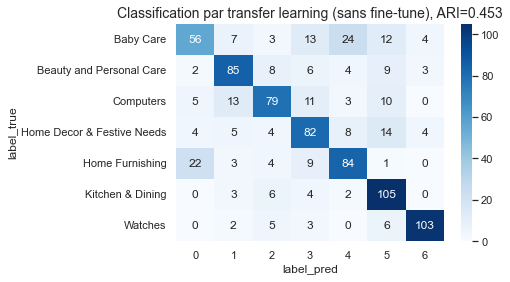 Classification par transfer learning (sans fine-tune), ARI=0.453
Baby Care 56 7 3 13 24 12 4
Beauty and Personal Care 2 85 8 6 4 9 3
Computers 5 13 79 11 3 10 0
Home Decor & Festive Needs 4 5 4 82 8 14 4
Home Furnishing 22 3 4 9 84 1 0
Kitchen & Dining 0 3 6 4 2 105 0
Watches 0 2 5 3 0 6 103
0 1 2 3 4 5 6
label_pred
label_true
100
80
60
40
20
0